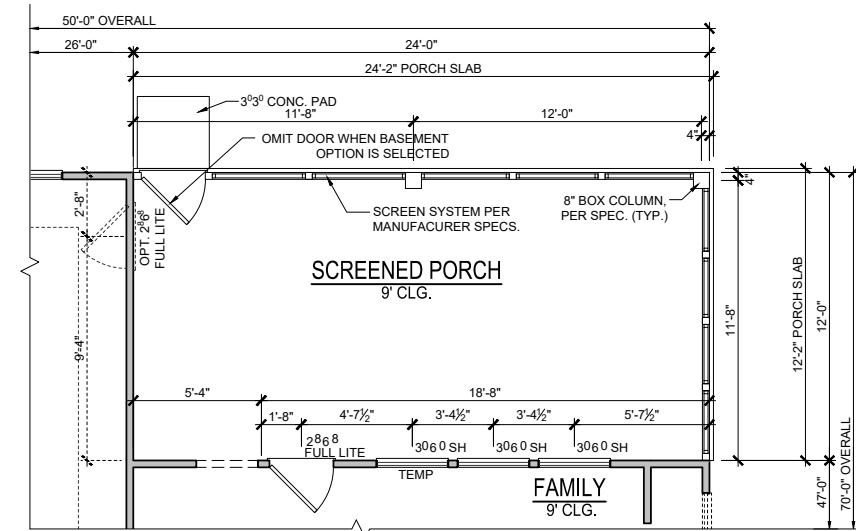 50'-0" OVERALL
26'-0"
24'-0"
24'-2" PORCH SLAB
3⁰3⁰ CONC. PAD
11'-8"
12'-0"
4"
OMIT DOOR WHEN BASEMENT
OPTION IS SELECTED
4"
2'-8"
OPT. 2⁶6⁸
FULL LITE
SCREEN SYSTEM PER
MANUFACURER SPECS.
8" BOX COLUMN,
PER SPEC. (TYP.)
SCREENED PORCH
9' CLG.
9'-4"
11'-8"
12'-2" PORCH SLAB
12'-0"
5'-4"
18'-8"
1'-8"
4'-7½"
3'-4½"
3'-4½"
5'-7½"
2⁸6⁸
FULL LITE
3⁰6⁰ SH
3⁰6⁰ SH
3⁰6⁰ SH
TEMP
FAMILY
9' CLG.
47'-0"
70'-0" OVERALL